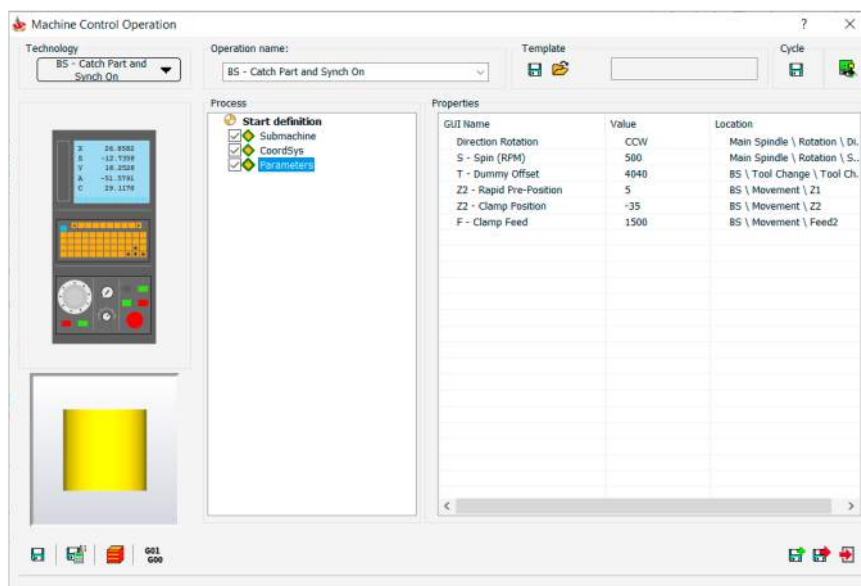 Machine Control Operation
Technology
BS - Catch Part and
Synch On
Operation name:
BS - Catch Part and Synch On
Template
Cycle
Process
Start definition
Submachine
CoordSys
Parameters
Properties
GUI Name Value Location
Direction Rotation CCW Main Spindle \ Rotation \ Di.
S - Spin (RPM) 500 Main Spindle \ Rotation \ S..
T - Dummy Offset 4040 BS \ Tool Change \ Tool Ch.
Z2 - Rapid Pre-Position 5 BS \ Movement \ Z1
Z2 - Clamp Position -35 BS \ Movement \ Z2
F - Clamp Feed 1500 BS \ Movement \ Feed2
G01
G00